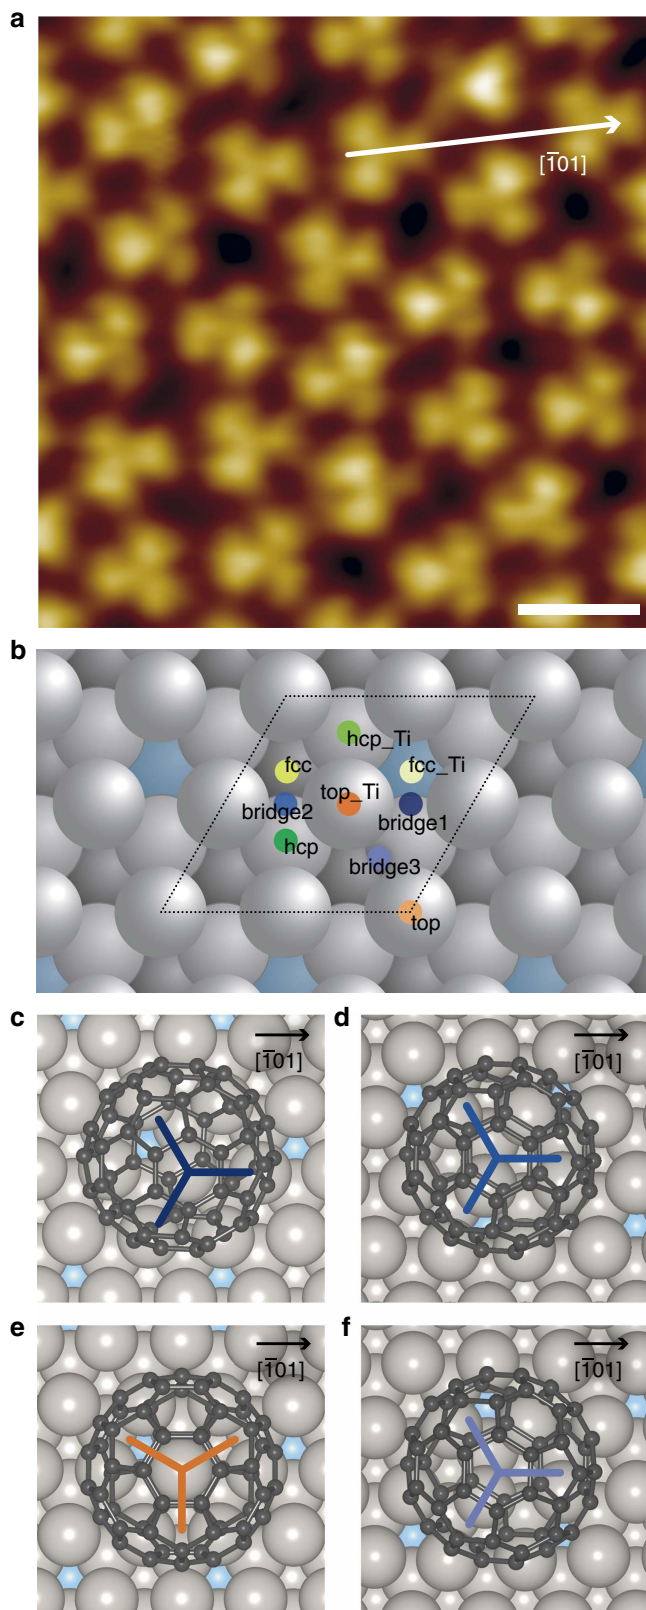 a
[1̄01]
b
hcp_Ti
fcc
fcc_Ti
top_Ti
bridge2
bridge1
hcp
bridge3
top
c
[1̄01]
d
[1̄01]
e
[1̄01]
f
[1̄01]